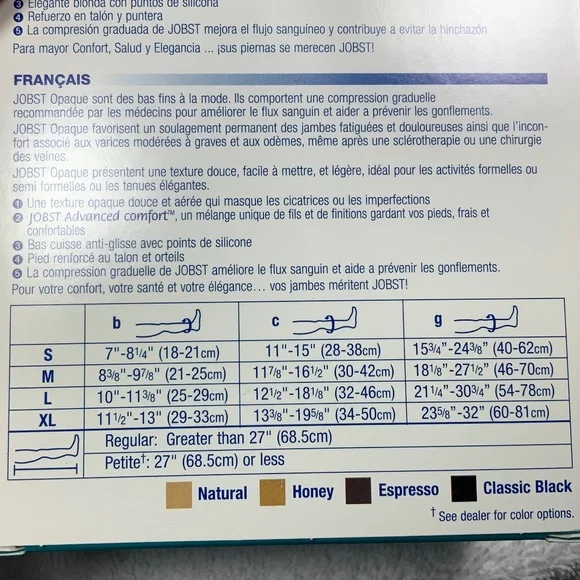 ❸ Elegante blonda con puntos de silicona
❹ Refuerzo en talón y puntera
❺ La compresión graduada de JOBST mejora el flujo sanguíneo y contribuye a evitar la hinchazón
Para mayor Confort, Salud y Elegancia ... ¡sus piernas se merecen JOBST!
FRANÇAIS
JOBST Opaque sont des bas fins à la mode. Ils comportent une compression graduelle
recommandée par les médecins pour améliorer le flux sanguin et aider a prévenir les gonflements.
JOBST Opaque favorisent un soulagement permanent des jambes fatiguées et douloureuses ainsi que l'incon-
fort associé aux varices modérées à graves et aux odèmes, même après une sclérotherapie ou une chirurgie
des veines.
JOBST Opaque présentent une texture douce, facile à mettre, et légère, idéal pour les activités formelles ou
semi formelles ou les tenues élégantes.
❶ Une texture opaque douce et aérée qui masque les cicatrices ou les imperfections
❷ JOBST Advanced comfort™, un mélange unique de fils et de finitions gardant vos pieds, frais et
confortables
❸ Bas cuisse anti-glisse avec points de silicone
❹ Pied renforcé au talon et orteils
❺ La compression graduelle de JOBST améliore le flux sanguin et aide a prévenir les gonflements.
Pour votre confort, votre santé et votre élégance... vos jambes méritent JOBST!
b c g
S 7"-81/4" (18-21cm) 11"-15" (28-38cm) 153/4"-243/8" (40-62cm)
M 83/8"-97/8" (21-25cm) 117/8"-161/2" (30-42cm) 181/8"-271/2" (46-70cm)
L 10"-113/8" (25-29cm) 121/2"-181/8" (32-46cm) 211/4"-303/4" (54-78cm)
XL 111/2"-13" (29-33cm) 133/8-195/8" (34-50cm) 235/8-32" (60-81cm)
Regular: Greater than 27" (68.5cm)
Petite†: 27" (68.5cm) or less
Natural Honey Espresso Classic Black
† See dealer for color options.